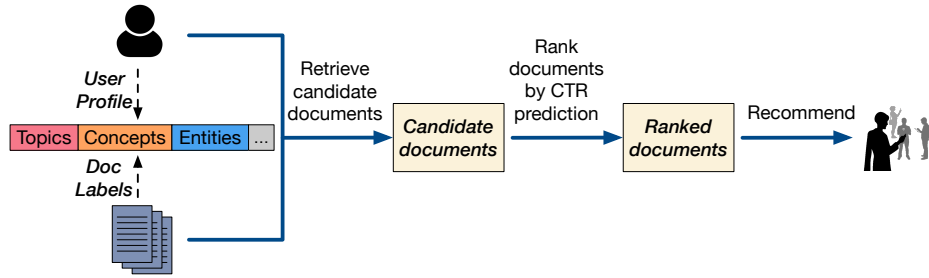 User
Profile
Topics
Concepts
Entities
...
Doc
Labels
Retrieve
candidate
documents
Candidate
documents
Rank
documents
by CTR
prediction
Ranked
documents
Recommend